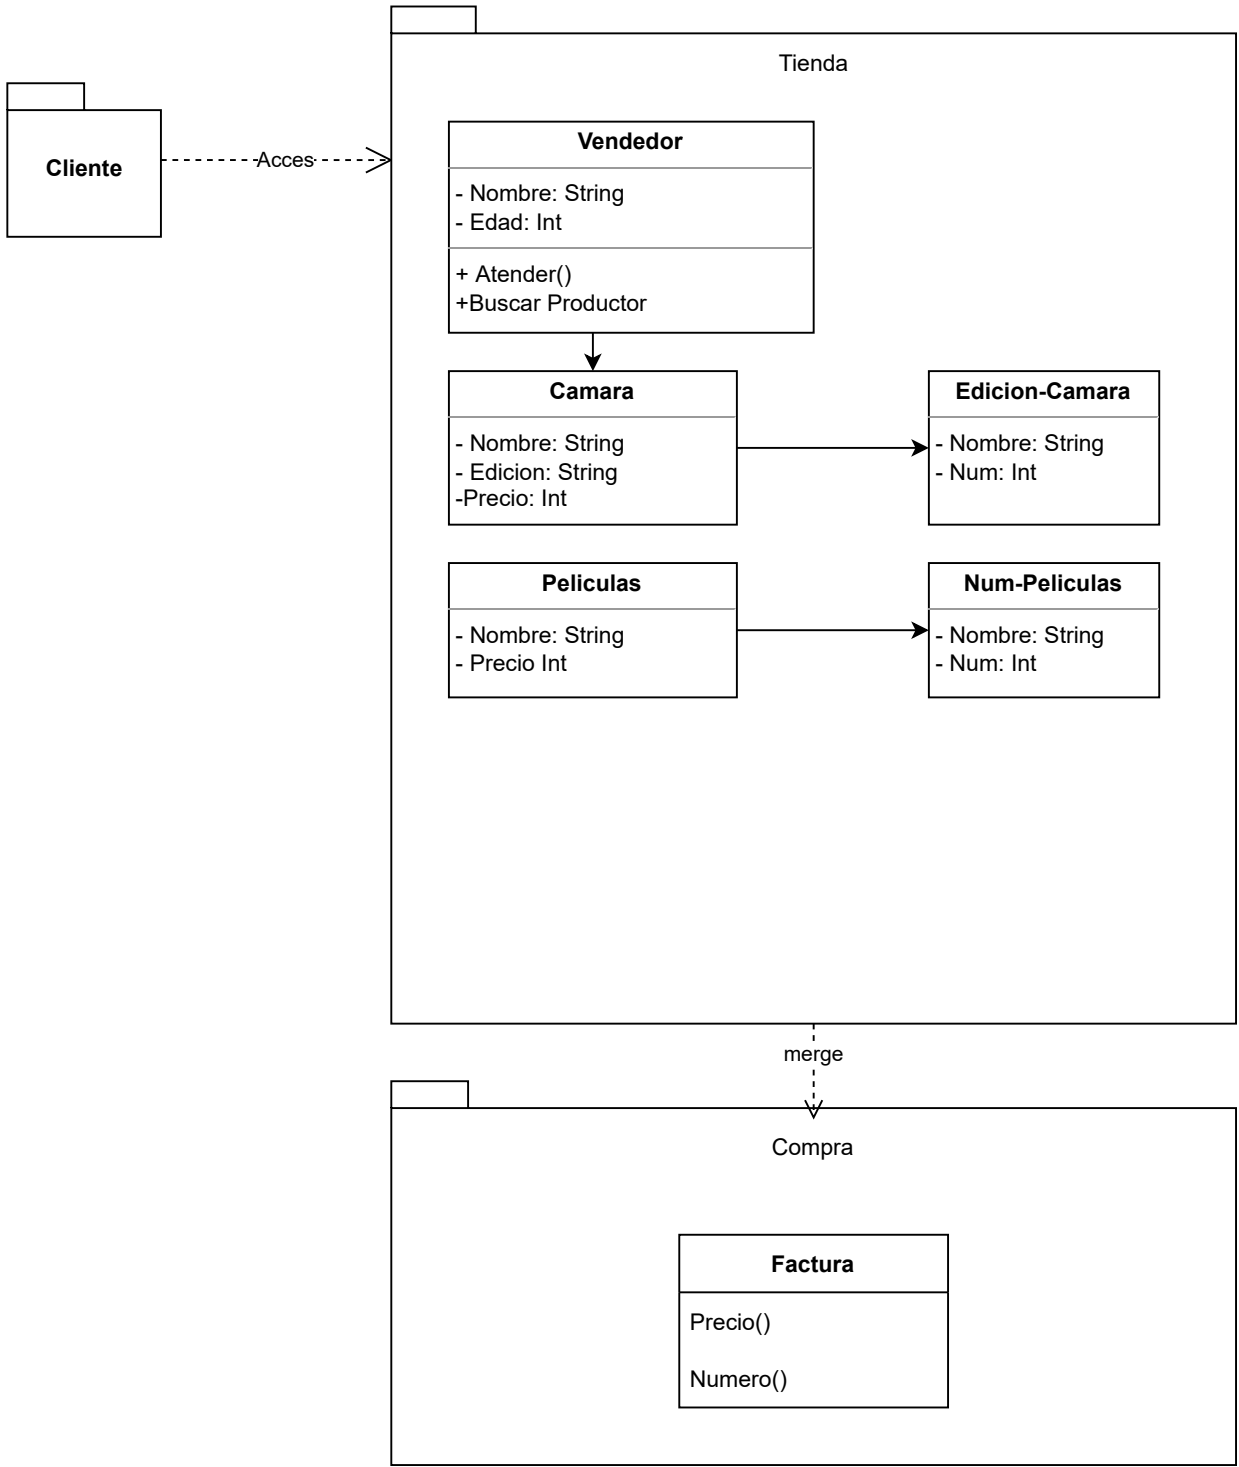 Tienda
Cliente
Acces
Vendedor
- Nombre: String
- Edad: Int
+ Atender()
+Buscar Productor
Camara
- Nombre: String
- Edicion: String
-Precio: Int
Edicion-Camara
- Nombre: String
- Num: Int
Peliculas
- Nombre: String
- Precio Int
Num-Peliculas
- Nombre: String
- Num: Int
merge
Compra
Factura
Precio()
Numero()